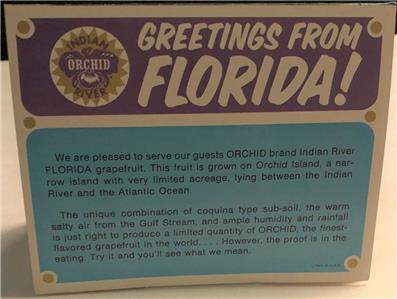 INDIAN
ORCHID
RIVER
GREETINGS FROM
FLORIDA!
We are pleased to serve our guests ORCHID brand Indian River
FLORIDA grapefruit. This fruit is grown on Orchid Island, a nar-
row island with very limited acreage, lying between the Indian
River and the Atlantic Ocean.
The unique combination of coquina type sub-soil, the warm
salty air from the Gulf Stream, and ample humidity and rainfall
is just right to produce a limited quantity of ORCHID, the finest-
flavored grapefruit in the world. . . . However, the proof is in the
eating. Try it and you'll see what we mean.